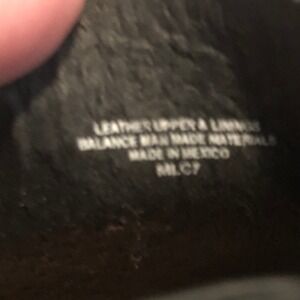 LEATHER UPPER & LININGS
BALANCE MAN MADE MATERIALS
MADE IN MEXICO
MLC7